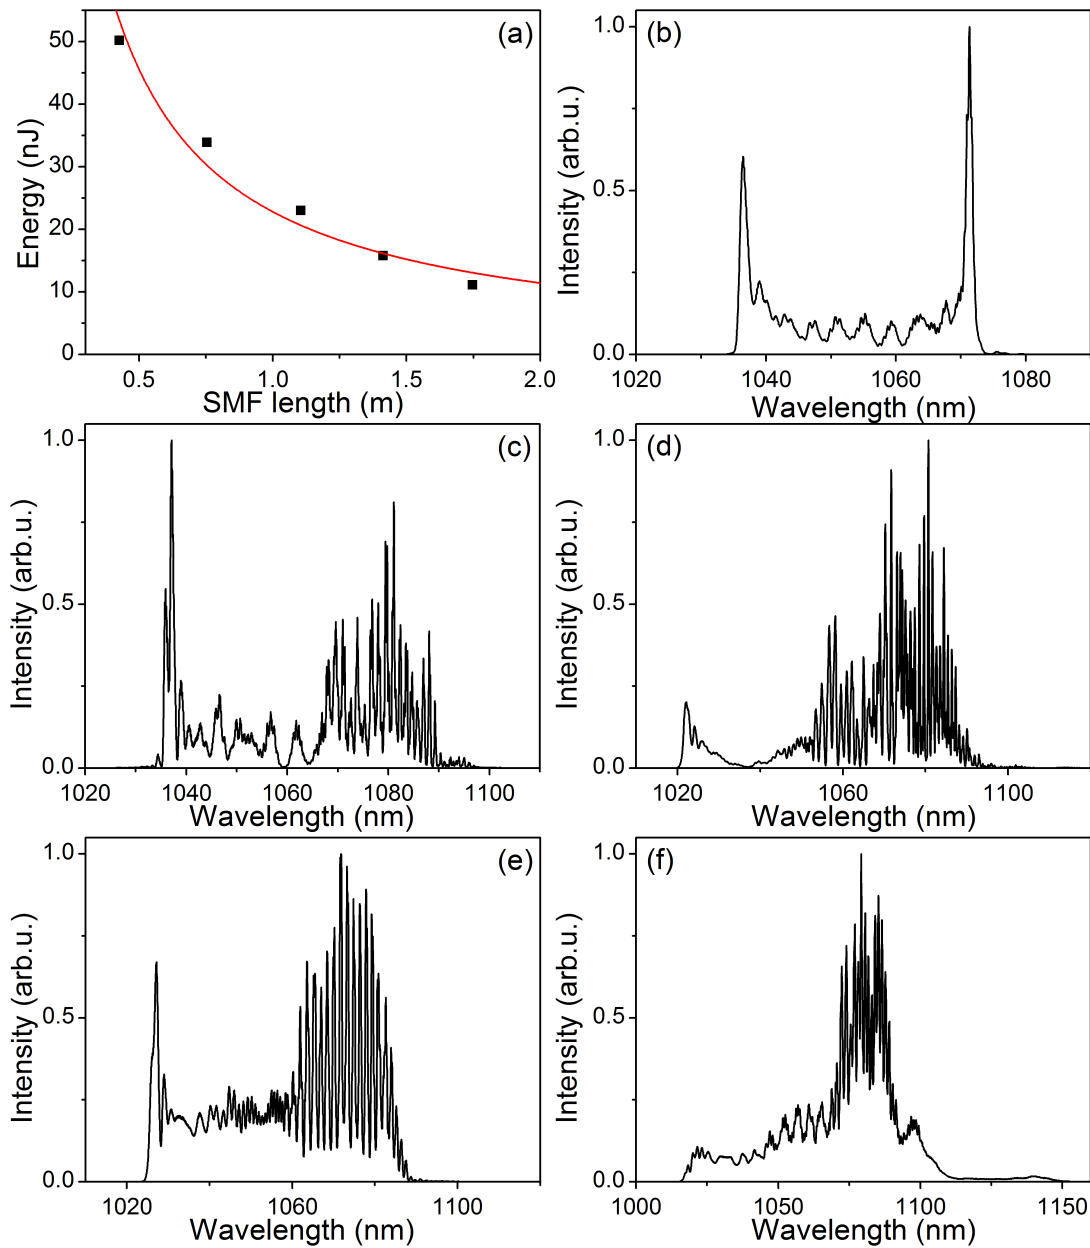 (a)
Energy (nJ)
50
40
30
20
10
0
0.5 1.0 1.5 2.0
SMF length (m)
(b)
Intensity (arb.u.)
1.0
0.5
0.0
1020 1040 1060 1080
Wavelength (nm)
(c)
Intensity (arb.u.)
1.0
0.5
0.0
1020 1040 1060 1080 1100
Wavelength (nm)
(d)
Intensity (arb.u.)
1.0
0.5
0.0
1020 1060 1100
Wavelength (nm)
(e)
Intensity (arb.u.)
1.0
0.5
0.0
1020 1060 1100
Wavelength (nm)
(f)
Intensity (arb.u.)
1.0
0.5
0.0
1000 1050 1100 1150
Wavelength (nm)